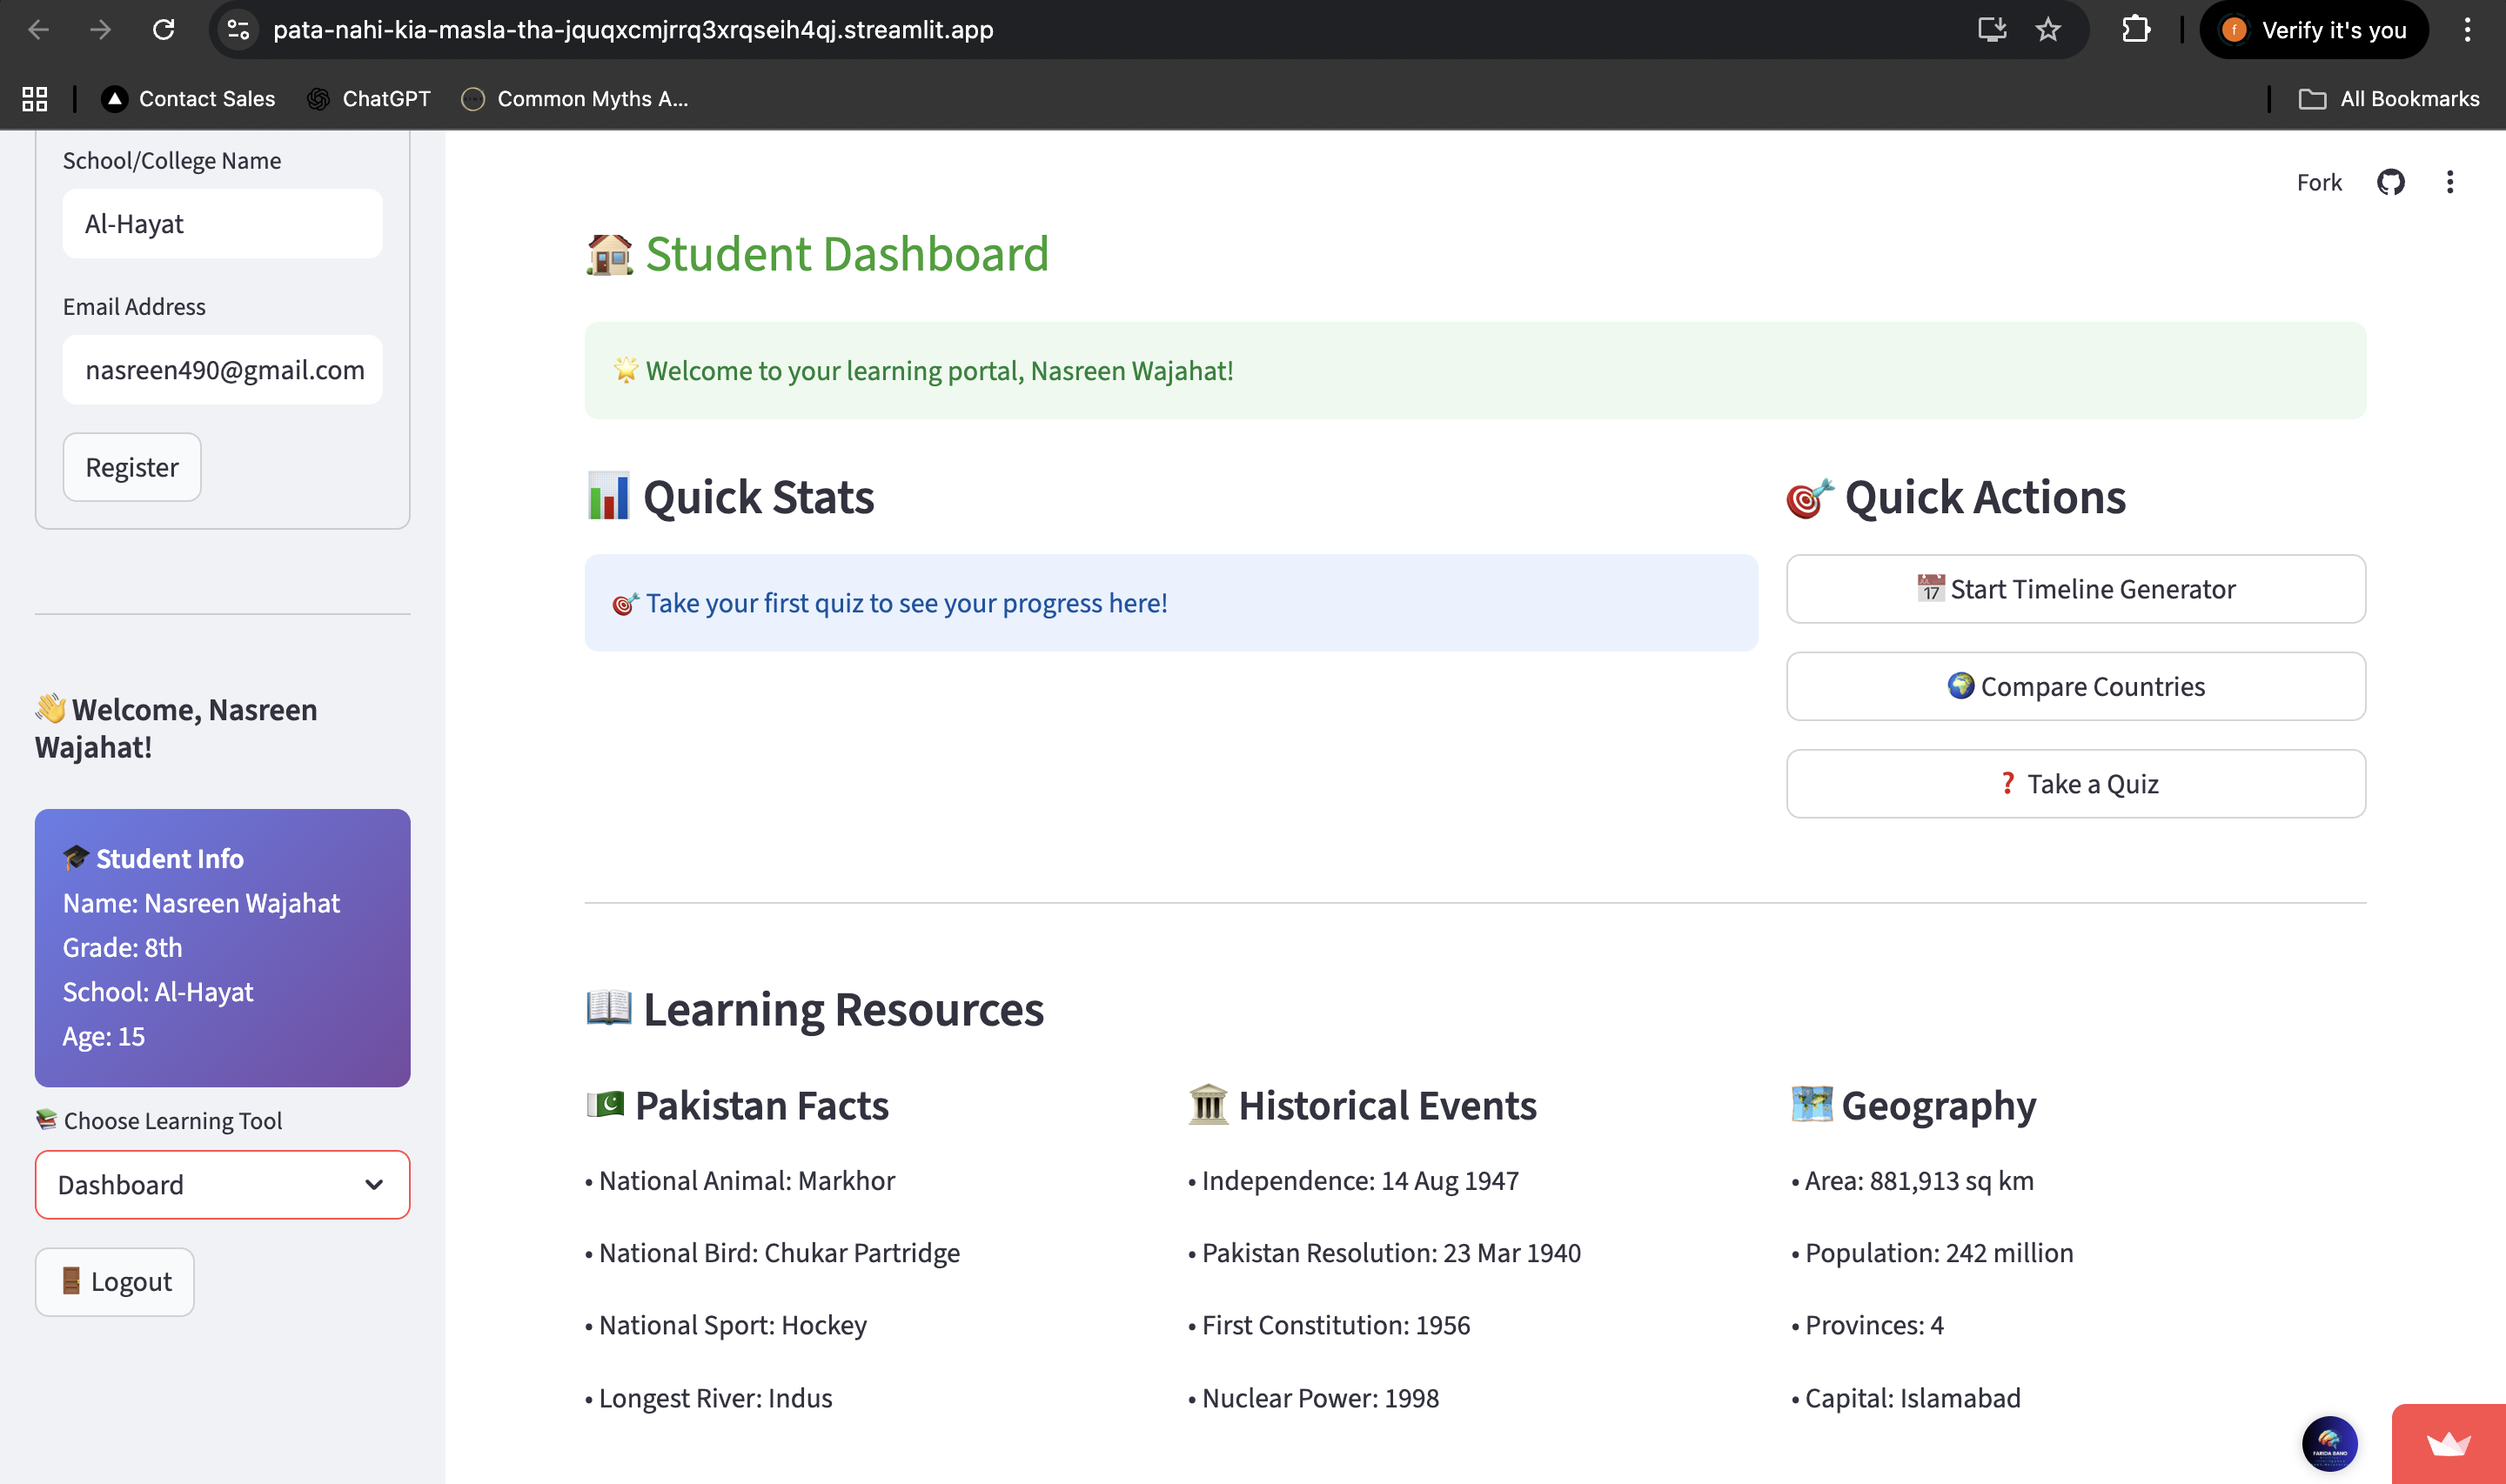 pata-nahi-kia-masla-tha-jquqxcmjrrq3xrqseih4qj.streamlit.app
f
Verify it's you
Contact Sales
ChatGPT
Common Myths A...
All Bookmarks
School/College Name
Al-Hayat
Email Address
nasreen490@gmail.com
Register
👋 Welcome, Nasreen
Wajahat!
🎓 Student Info
Name: Nasreen Wajahat
Grade: 8th
School: Al-Hayat
Age: 15
📚 Choose Learning Tool
Dashboard
🚪 Logout
Fork
🏠 Student Dashboard
🌟 Welcome to your learning portal, Nasreen Wajahat!
📊 Quick Stats
🎯 Take your first quiz to see your progress here!
🎯 Quick Actions
📅 Start Timeline Generator
🌍 Compare Countries
❓ Take a Quiz
📖 Learning Resources
🇵🇰 Pakistan Facts
• National Animal: Markhor
• National Bird: Chukar Partridge
• National Sport: Hockey
• Longest River: Indus
🏛️ Historical Events
• Independence: 14 Aug 1947
• Pakistan Resolution: 23 Mar 1940
• First Constitution: 1956
• Nuclear Power: 1998
🗺️ Geography
• Area: 881,913 sq km
• Population: 242 million
• Provinces: 4
• Capital: Islamabad
FARIDA BANO